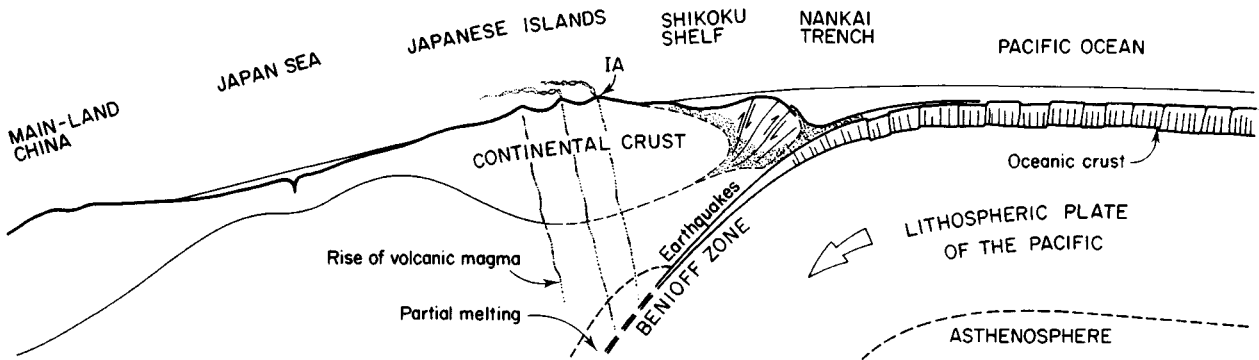 MAIN-LAND
CHINA
JAPAN SEA
JAPANESE ISLANDS
IA
SHIKOKU
SHELF
NANKAI
TRENCH
PACIFIC OCEAN
CONTINENTAL CRUST
Oceanic crust
Earthquakes
BENIOFF ZONE
LITHOSPHERIC PLATE
OF THE PACIFIC
Rise of volcanic magma
Partial melting
ASTHENOSPHERE